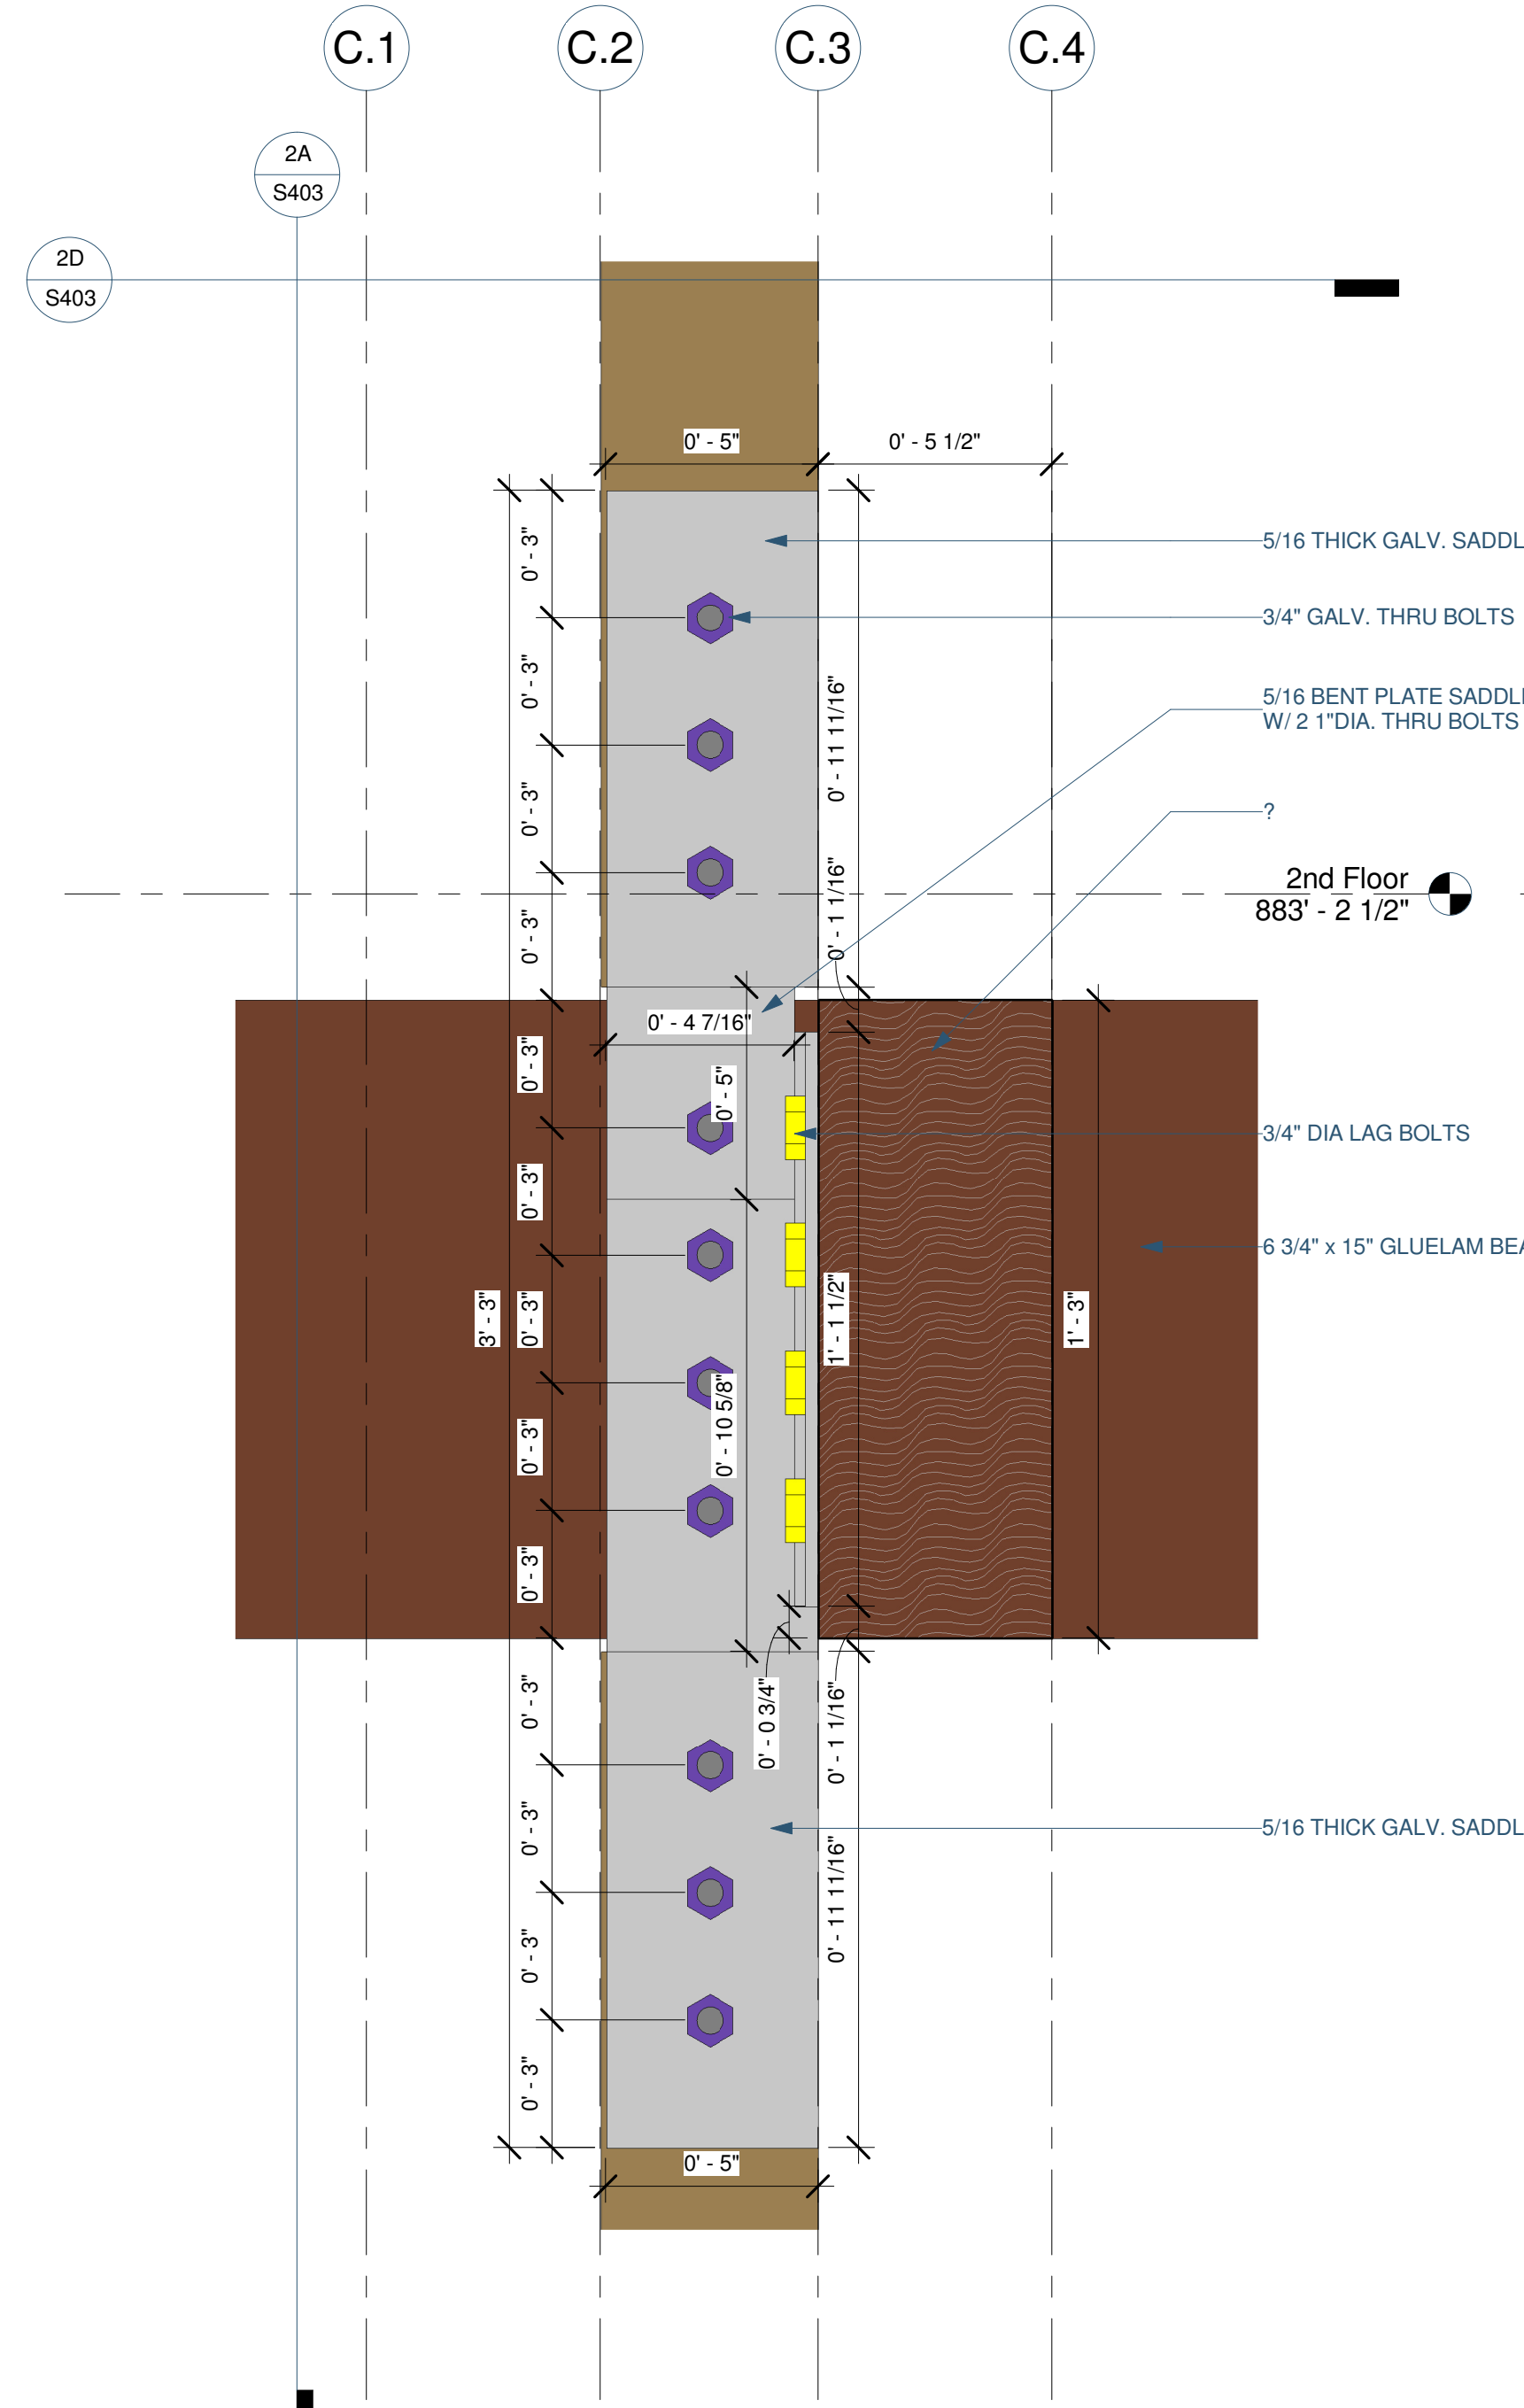 C.1
C.2
C.3
C.4
2A
S403
2D
S403
0' - 5"
0' - 5 1/2"
0' - 3"
5/16 THICK GALV.
3/4" GALV. THRU BOLTS
0' - 3"
0' - 11 11/16"
5/16 BENT PLATE
W/ 2 1"DIA. THRU BOLTS
0' - 3"
?
2nd Floor
883' - 2 1/2"
0' - 3"
0' - 1 1/16"
0' - 4 7/16"
0' - 3"
0' - 5"
3/4" DIA LAG BOLTS
0' - 3"
6 3/4" x 15" GLUELAM
3' - 3"
0' - 3"
1' - 1 1/2"
1' - 3"
0' - 10 5/8"
0' - 3"
0' - 3"
0' - 3"
0' - 0 3/4"
0' - 1 1/16"
0' - 3"
5/16 THICK GALV.
0' - 11 11/16"
0' - 3"
0' - 3"
0' - 5"